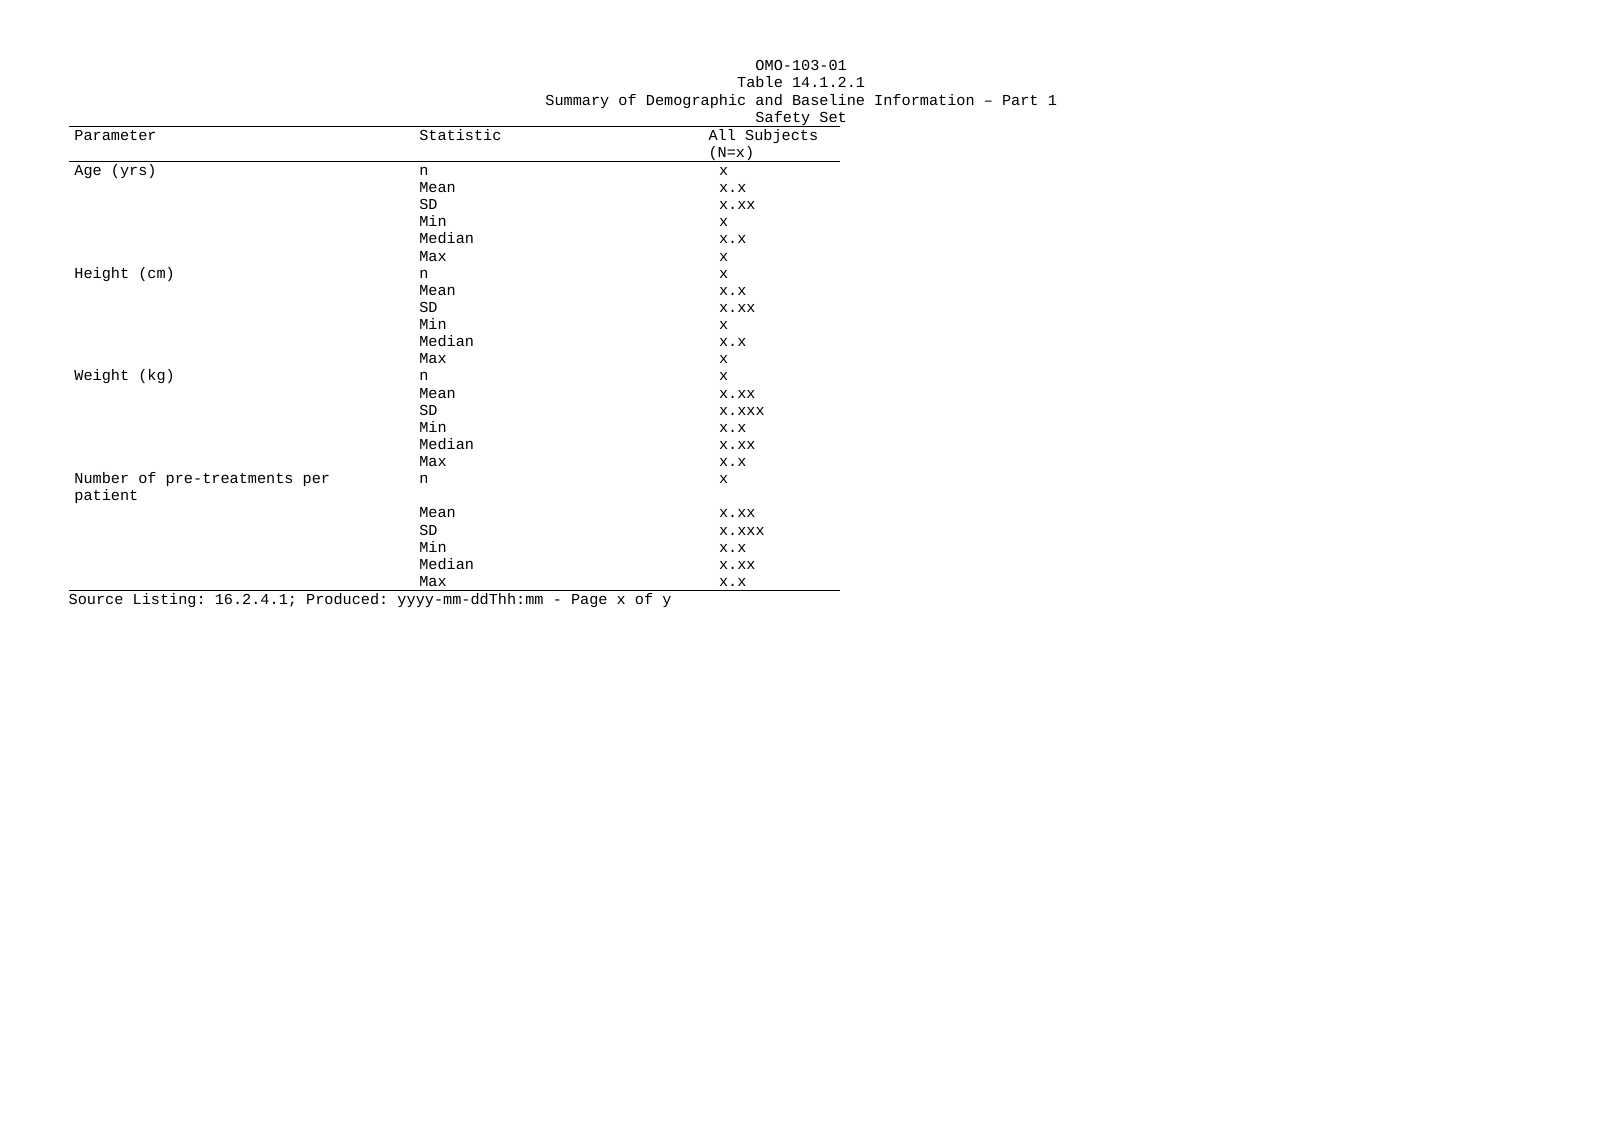 OMO-103-01
Table 14.1.2.1
Summary of Demographic and Baseline Information – Part 1
Safety Set
Parameter Statistic All Subjects
(N=x)
Age (yrs) n x
Mean x.x
SD x.xx
Min x
Median x.x
Max x
Height (cm) n x
Mean x.x
SD x.xx
Min x
Median x.x
Max x
Weight (kg) n x
Mean x.xx
SD x.xxx
Min x.x
Median x.xx
Max x.x
Number of pre-treatments per n x
patient
Mean x.xx
SD x.xxx
Min x.x
Median x.xx
Max x.x
Source Listing: 16.2.4.1; Produced: yyyy-mm-ddThh:mm - Page x of y